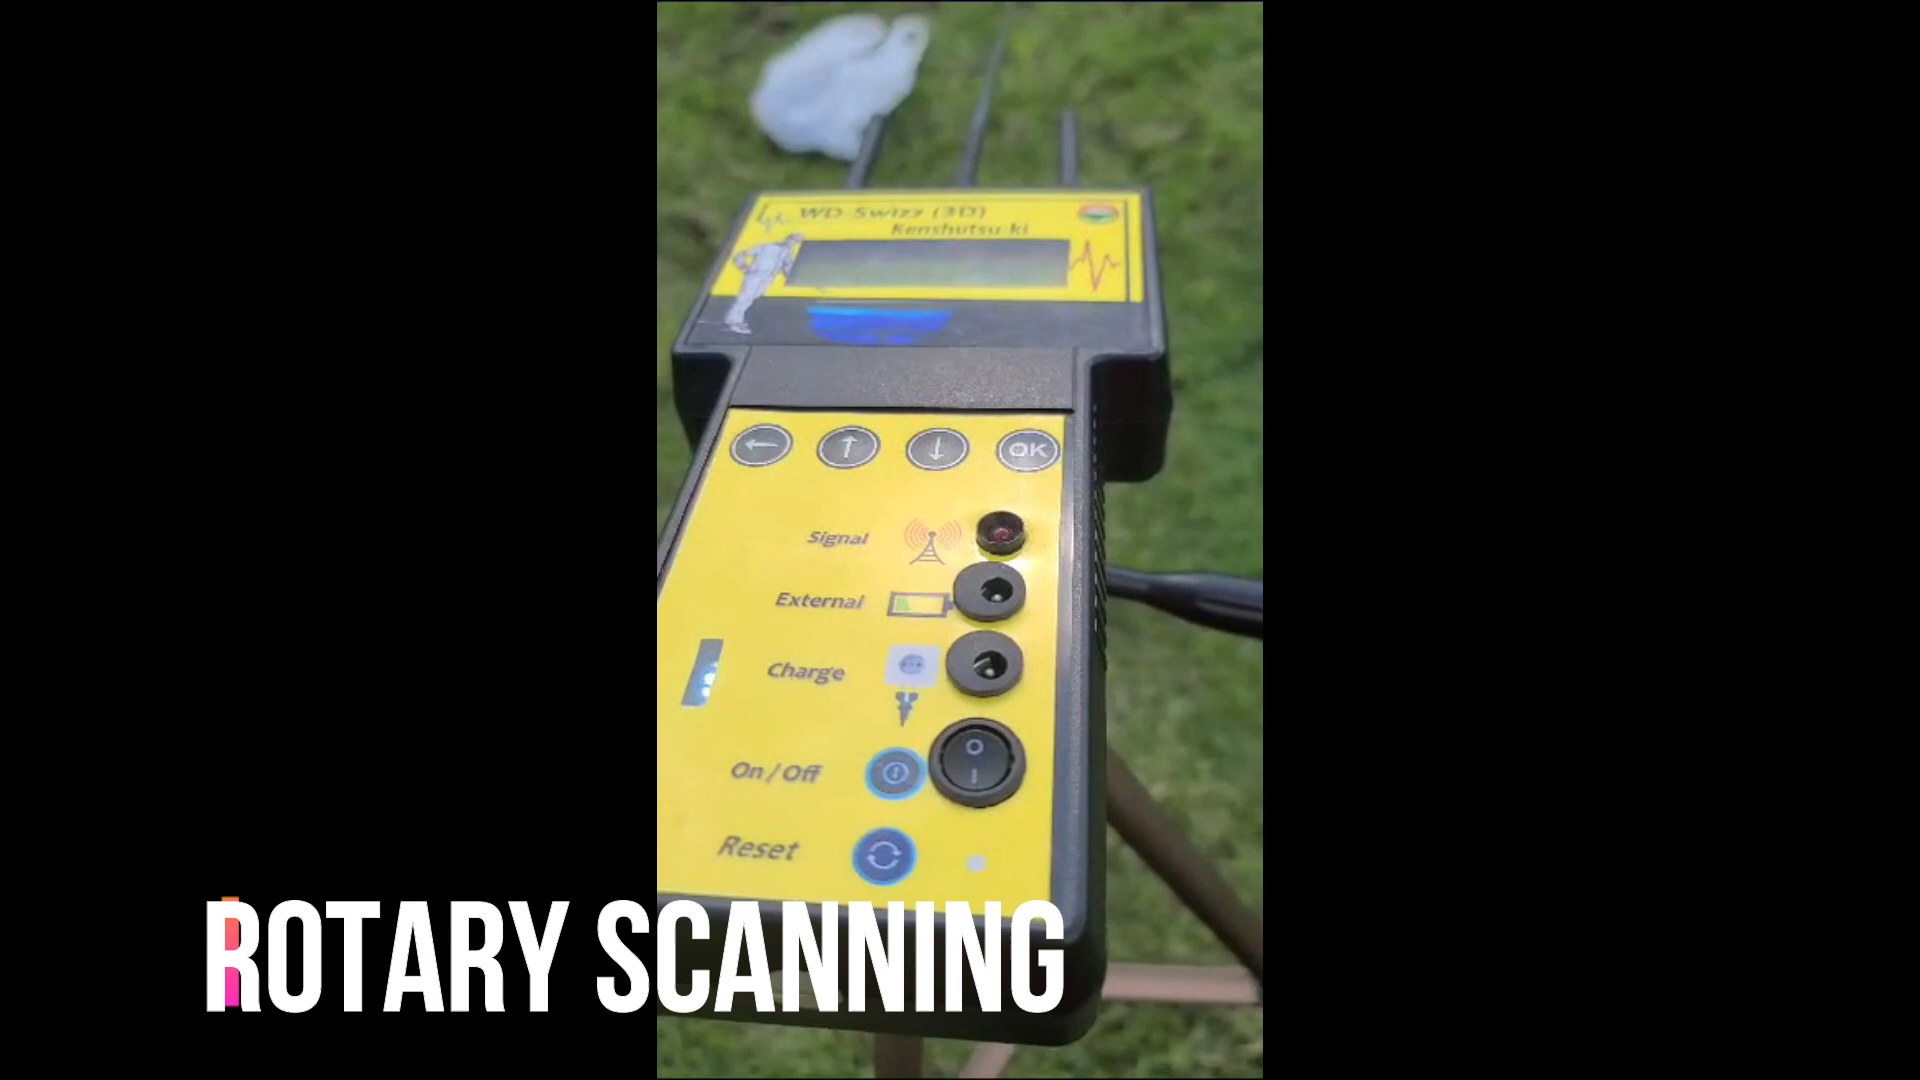 WD-Swizz (3D)
Kenshutsu-ki
OK
Signal
External
Charge
On / Off
Reset
ROTARY SCANNING